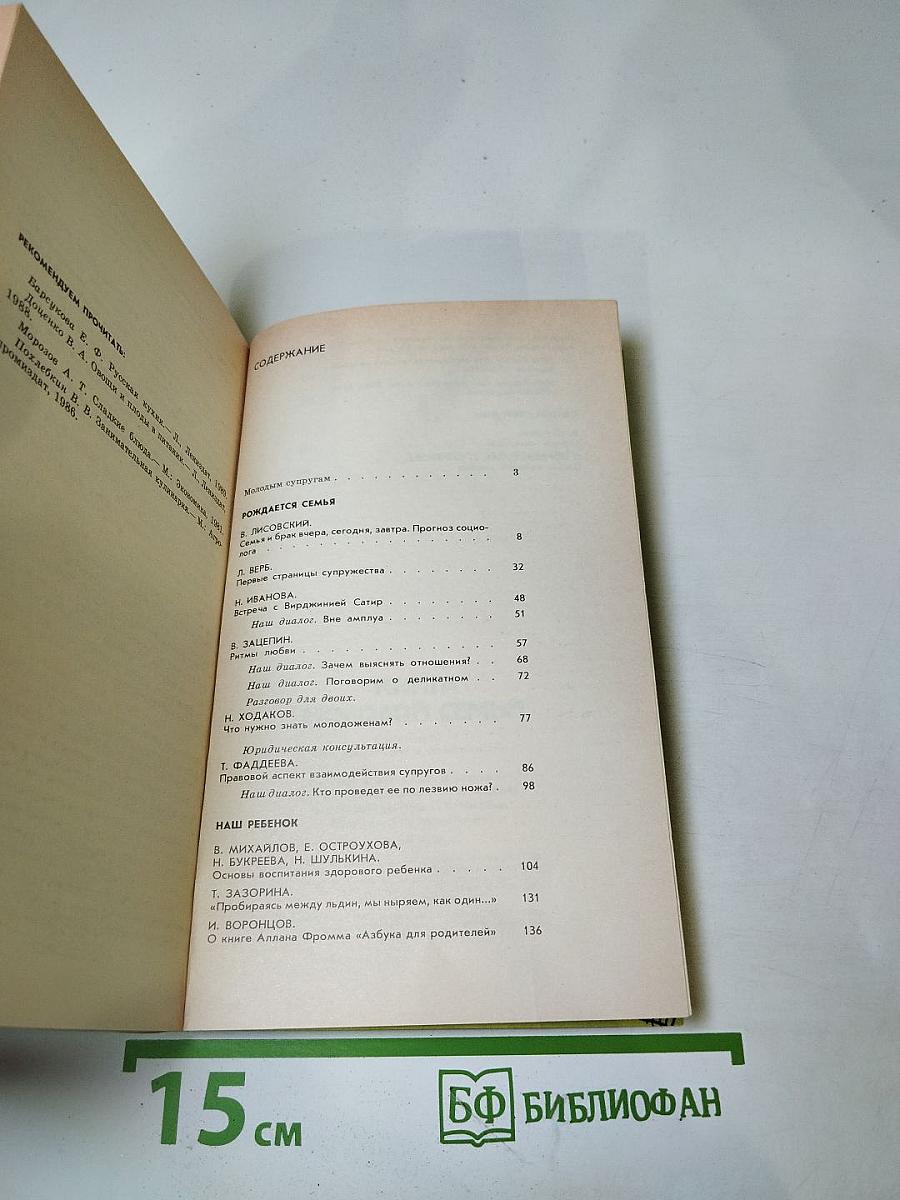 РЕКОМЕНДУЕМ ПРОЧИТАТЬ:
Барсукова Е. Ф. Русская кухня.— Л., Лениздат, 1989.
Доценко В. А. Овощи и плоды в питании.— Л., Лениздат,
1988.
Морозов А. Т. Сладкие блюда.— М.: Экономика, 1981.
Похлебкин В. В. Занимательная кулинария.— М.: Агро-
промиздат, 1986.
СОДЕРЖАНИЕ
Молодым супругам . . . . . . . . . . . . 3
РОЖДАЕТСЯ СЕМЬЯ
В. ЛИСОВСКИЙ.
Семья и брак вчера, сегодня, завтра. Прогноз социо-
лога . . . . . . . . . . . . . . . . . 8
Л. ВЕРБ.
Первые страницы супружества . . . . . . . . 32
Н. ИВАНОВА.
Встреча с Вирджинией Сатир . . . . . . . . 48
Наш диалог. Вне амплуа . . . . . . . . 51
В. ЗАЦЕПИН.
Ритмы любви . . . . . . . . . . . . . . 57
Наш диалог. Зачем выяснять отношения? . . 68
Наш диалог. Поговорим о деликатном . . 72
Разговор для двоих.
Н. ХОДАКОВ.
Что нужно знать молодоженам? . . . . . . . 77
Юридическая консультация.
Т. ФАДДЕЕВА.
Правовой аспект взаимодействия супругов . . . . 86
Наш диалог. Кто проведет ее по лезвию ножа? . 98
НАШ РЕБЕНОК
В. МИХАЙЛОВ, Е. ОСТРОУХОВА,
Н. БУКРЕЕВА, Н. ШУЛЬКИНА.
Основы воспитания здорового ребенка . . . . . 104
Т. ЗАЗОРИНА.
«Пробираясь между льдин, мы ныряем, как один...» 131
И. ВОРОНЦОВ.
О книге Аллана Фромма «Азбука для родителей» 136
15 см
БФ БИБЛИОФАН